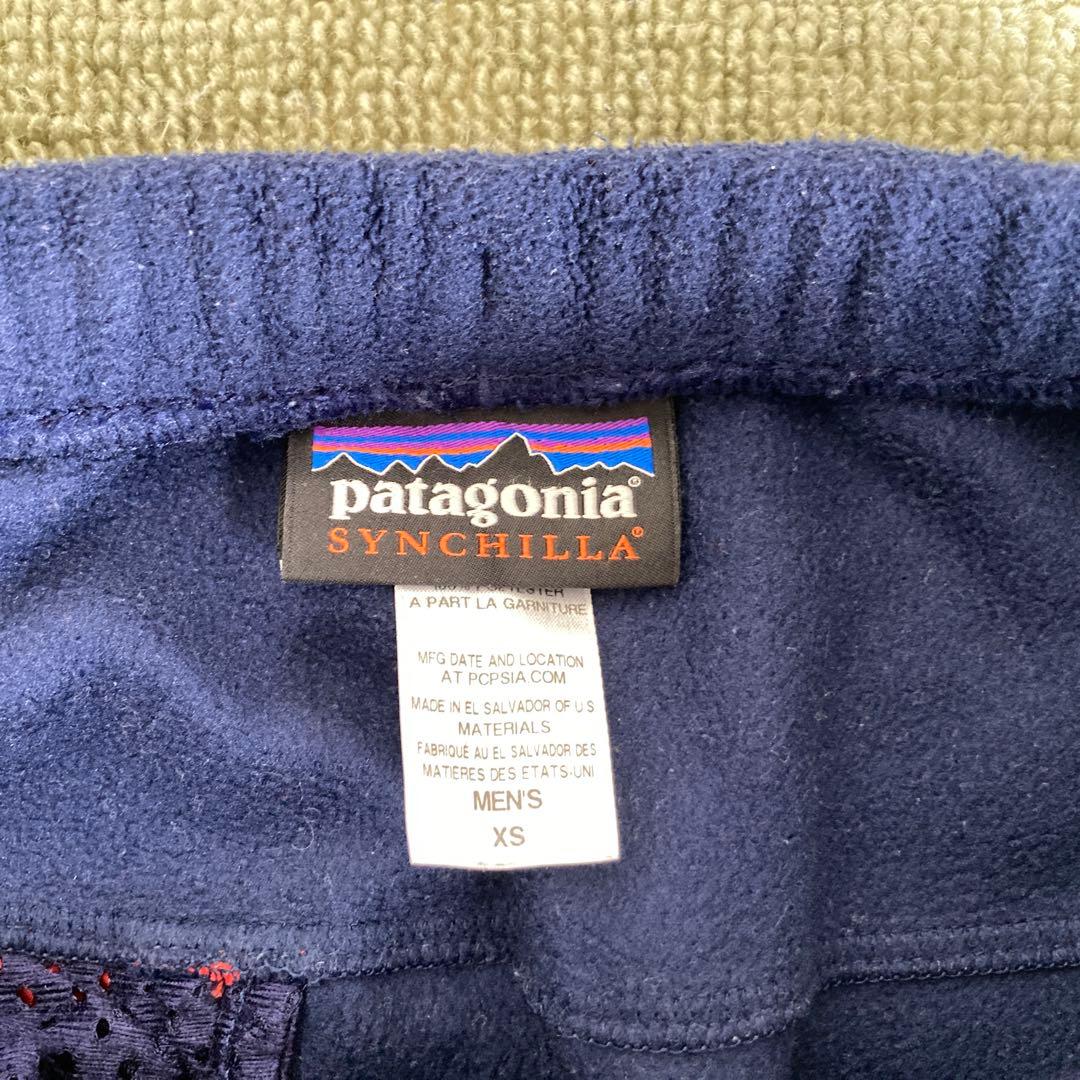 patagonia®
SYNCHILLA®
A PART LA GARNITURE
MFG DATE AND LOCATION
AT PCPSIA.COM
MADE IN EL SALVADOR OF U S
MATERIALS
FABRIQUÉ AU EL SALVADOR DES
MATIERES DES ETATS-UNI
MEN'S
XS